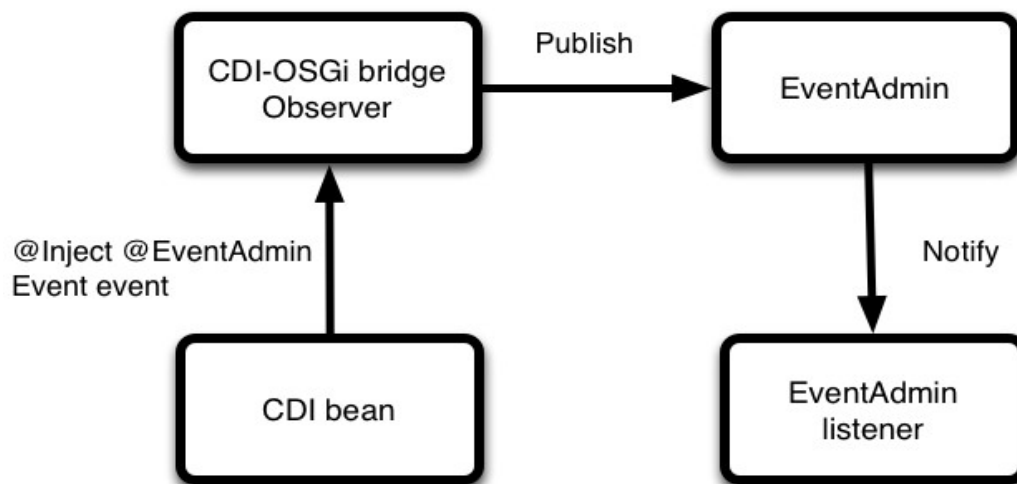 CDI-OSGi bridge
Observer
Publish
EventAdmin
@Inject @EventAdmin
Event event
Notify
CDI bean
EventAdmin
listener